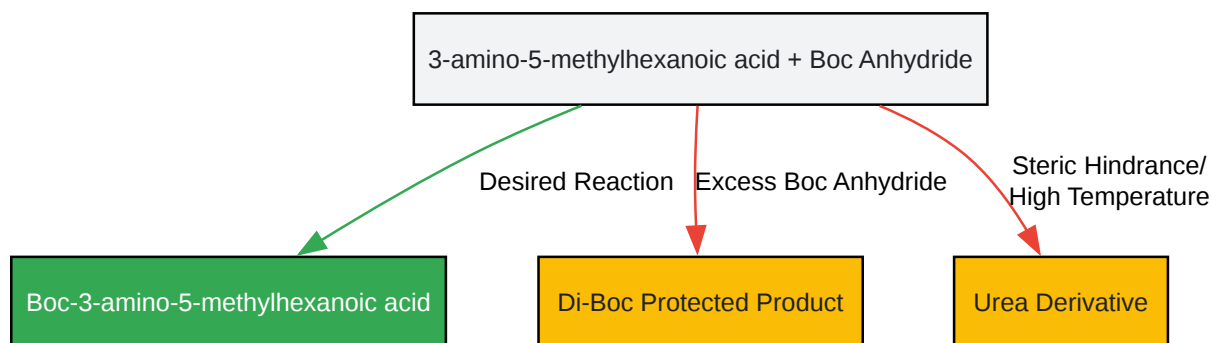 3-amino-5-methylhexanoic acid + Boc Anhydride
Desired Reaction
Excess Boc Anhydride
Steric Hindrance/
High Temperature
Boc-3-amino-5-methylhexanoic acid
Di-Boc Protected Product
Urea Derivative